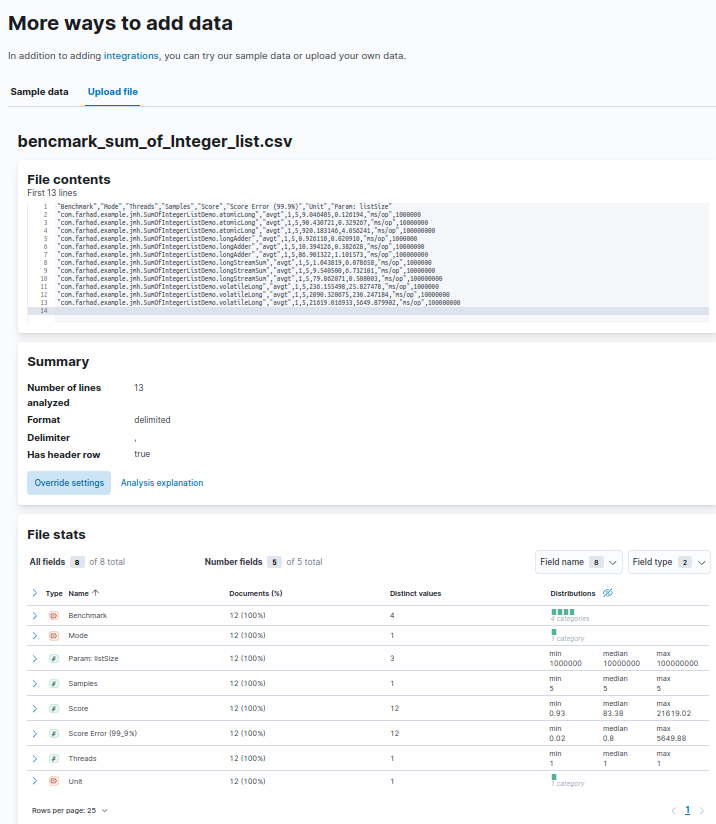 More ways to add data
In addition to adding integrations, you can try our sample data or upload your own data.
Sample data Upload file
bencmark_sum_of_Integer_list.csv
File contents
First 13 lines
1 "Benchmark","Mode","Threads","Samples","Score","Score Error (99.9%)","Unit","Param: listSize"
2 "com.farhad.example.jmh.SumOfIntegerListDemo.atomicLong","avgt",1,5,9.046405,0.126194,"ms/op",1000000
3 "com.farhad.example.jmh.SumOfIntegerListDemo.atomicLong","avgt",1,5,90.430721,0.329267,"ms/op",10000000
4 "com.farhad.example.jmh.SumOfIntegerListDemo.atomicLong","avgt",1,5,920.183146,4.056241,"ms/op",100000000
5 "com.farhad.example.jmh.SumOfIntegerListDemo.longAdder","avgt",1,5,0.926110,0.020910,"ms/op",1000000
6 "com.farhad.example.jmh.SumOfIntegerListDemo.longAdder","avgt",1,5,10.394126,0.382628,"ms/op",10000000
7 "com.farhad.example.jmh.SumOfIntegerListDemo.longAdder","avgt",1,5,86.901322,1.101573,"ms/op",100000000
8 "com.farhad.example.jmh.SumOfIntegerListDemo.longStreamSum","avgt",1,5,1.043819,0.078658,"ms/op",1000000
9 "com.farhad.example.jmh.SumOfIntegerListDemo.longStreamSum","avgt",1,5,9.540500,6.732101,"ms/op",10000000
10 "com.farhad.example.jmh.SumOfIntegerListDemo.longStreamSum","avgt",1,5,79.862071,0.508003,"ms/op",100000000
11 "com.farhad.example.jmh.SumOfIntegerListDemo.volatileLong","avgt",1,5,236.155498,25.827478,"ms/op",1000000
12 "com.farhad.example.jmh.SumOfIntegerListDemo.volatileLong","avgt",1,5,2090.320675,230.247184,"ms/op",10000000
13 "com.farhad.example.jmh.SumOfIntegerListDemo.volatileLong","avgt",1,5,21619.016933,5649.879902,"ms/op",100000000
14
Summary
Number of lines analyzed 13
Format delimited
Delimiter ,
Has header row true
Override settings Analysis explanation
File stats
All fields 8 of 8 total Number fields 5 of 5 total Field name 8 Field type 2
Type Name Documents (%) Distinct values Distributions
Benchmark 12 (100%) 4 4 categories
Mode 12 (100%) 1 1 category
# Param: listSize 12 (100%) 3 min 1000000 median 10000000 max 100000000
# Samples 12 (100%) 1 min 5 median 5 max 5
# Score 12 (100%) 12 min 0.93 median 83.38 max 21619.02
# Score Error (99_9%) 12 (100%) 12 min 0.02 median 0.8 max 5649.88
# Threads 12 (100%) 1 min 1 median 1 max 1
Unit 12 (100%) 1 1 category
Rows per page: 25 1